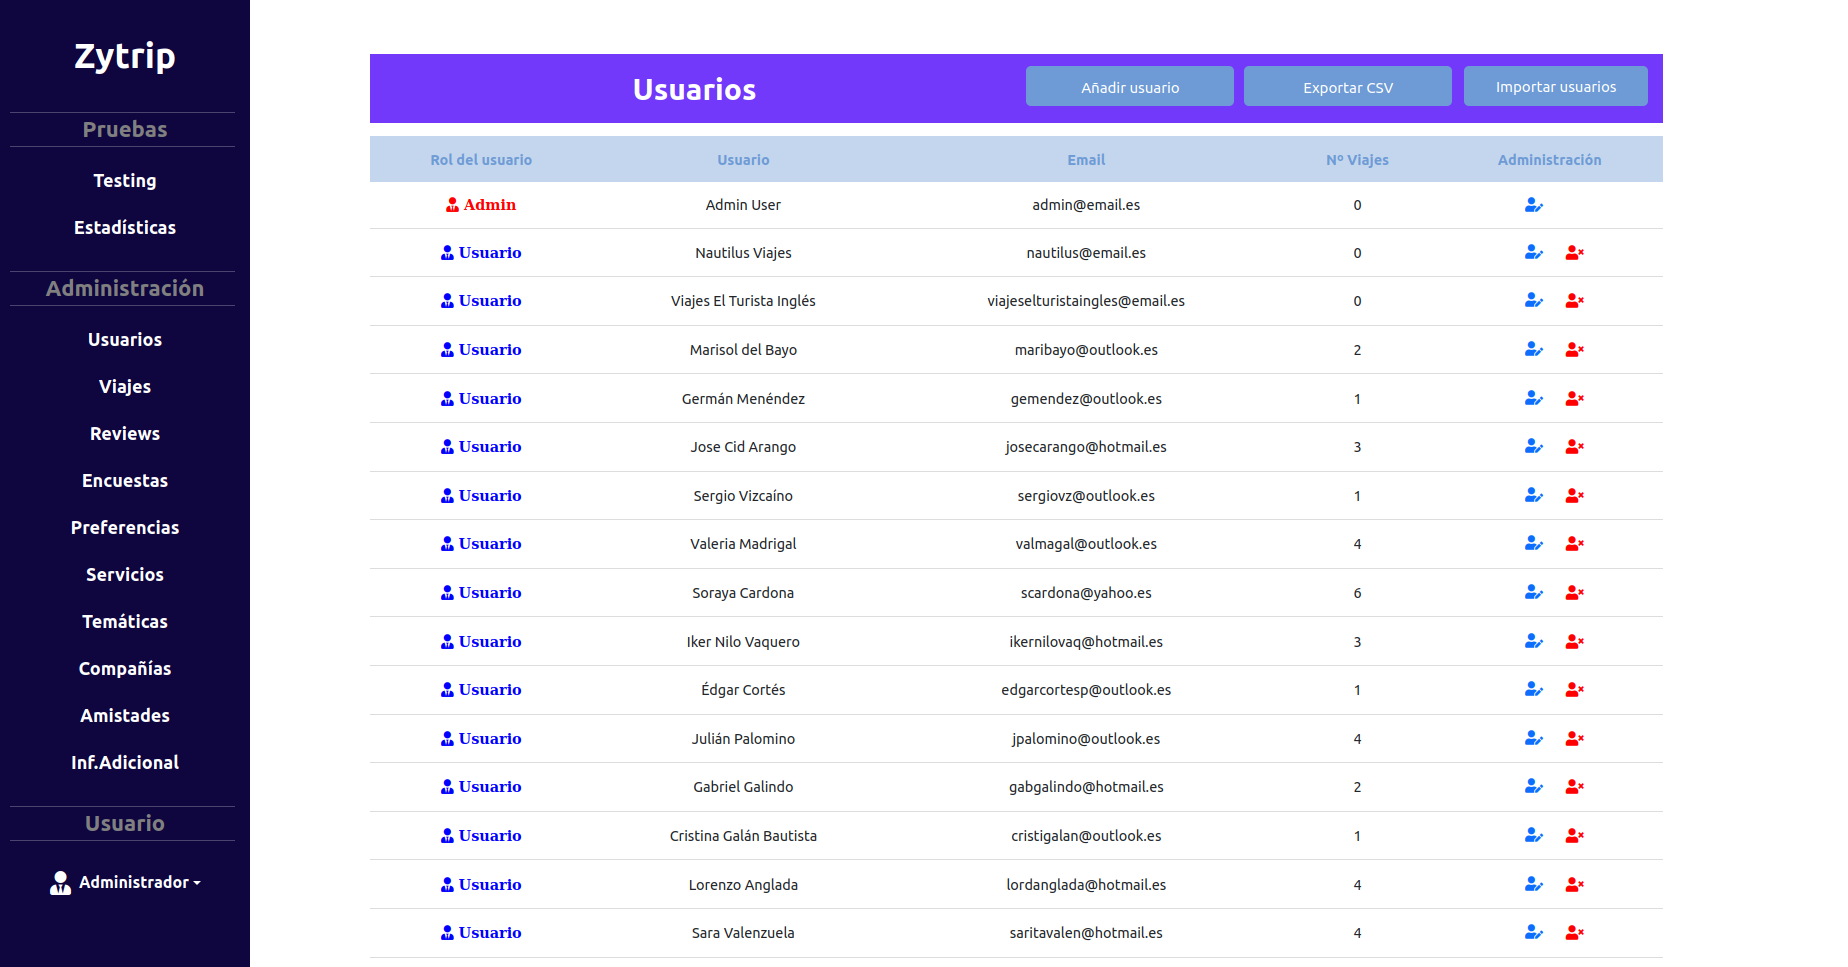 Zytrip
Pruebas
Testing
Estadísticas
Administración
Usuarios
Viajes
Reviews
Encuestas
Preferencias
Servicios
Temáticas
Compañías
Amistades
Inf.Adicional
Usuario
Administrador
Usuarios Añadir usuario Exportar CSV Importar usuarios
Rol del usuario Usuario Email Nº Viajes Administración
Admin Admin User admin@email.es 0
Usuario Nautilus Viajes nautilus@email.es 0
Usuario Viajes El Turista Inglés viajeselturistaingles@email.es 0
Usuario Marisol del Bayo maribayo@outlook.es 2
Usuario Germán Menéndez gemendez@outlook.es 1
Usuario Jose Cid Arango josecarango@hotmail.es 3
Usuario Sergio Vizcaíno sergiovz@outlook.es 1
Usuario Valeria Madrigal valmagal@outlook.es 4
Usuario Soraya Cardona scardona@yahoo.es 6
Usuario Iker Nilo Vaquero ikernilovaq@hotmail.es 3
Usuario Édgar Cortés edgarcortesp@outlook.es 1
Usuario Julián Palomino jpalomino@outlook.es 4
Usuario Gabriel Galindo gabgalindo@hotmail.es 2
Usuario Cristina Galán Bautista cristigalan@outlook.es 1
Usuario Lorenzo Anglada lordanglada@hotmail.es 4
Usuario Sara Valenzuela saritavalen@hotmail.es 4